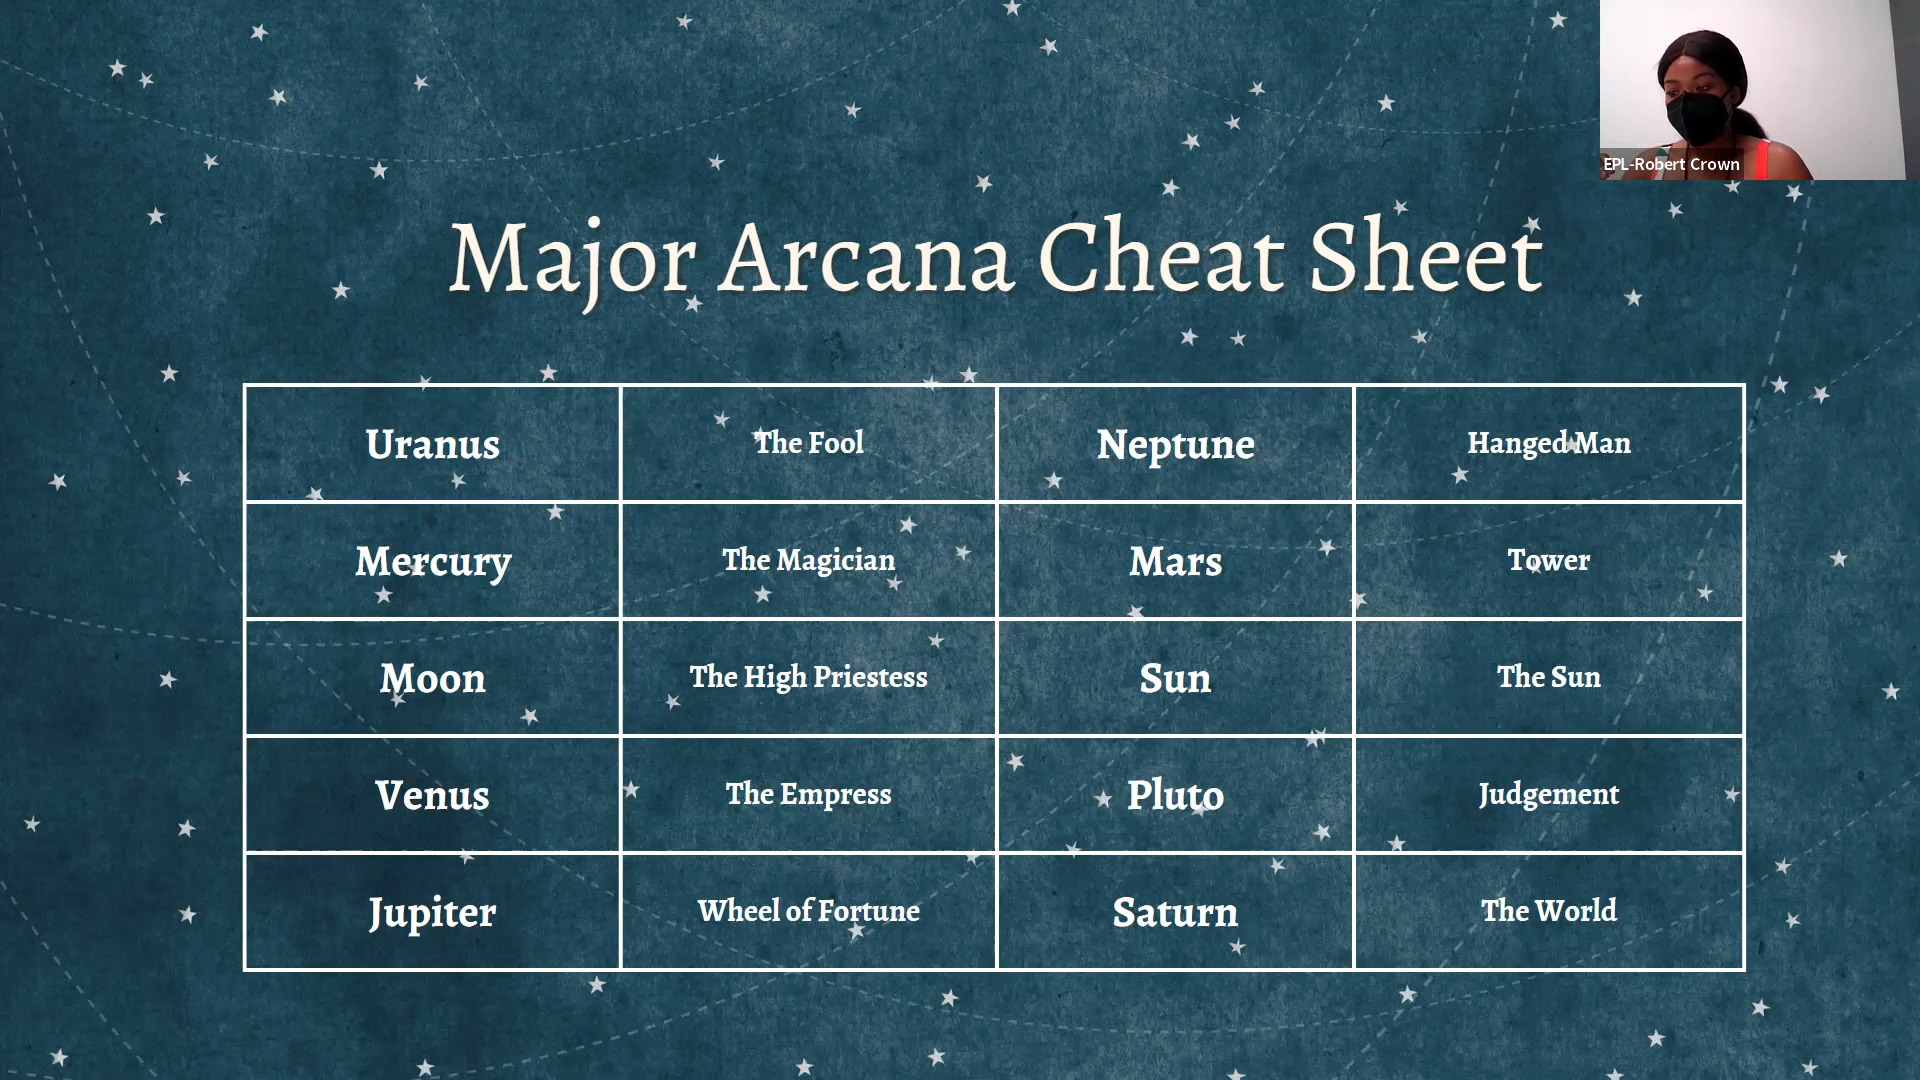 EPL-Robert Crown
Major Arcana Cheat Sheet
Uranus The Fool Neptune Hanged Man
Mercury The Magician Mars Tower
Moon The High Priestess Sun The Sun
Venus The Empress Pluto Judgement
Jupiter Wheel of Fortune Saturn The World